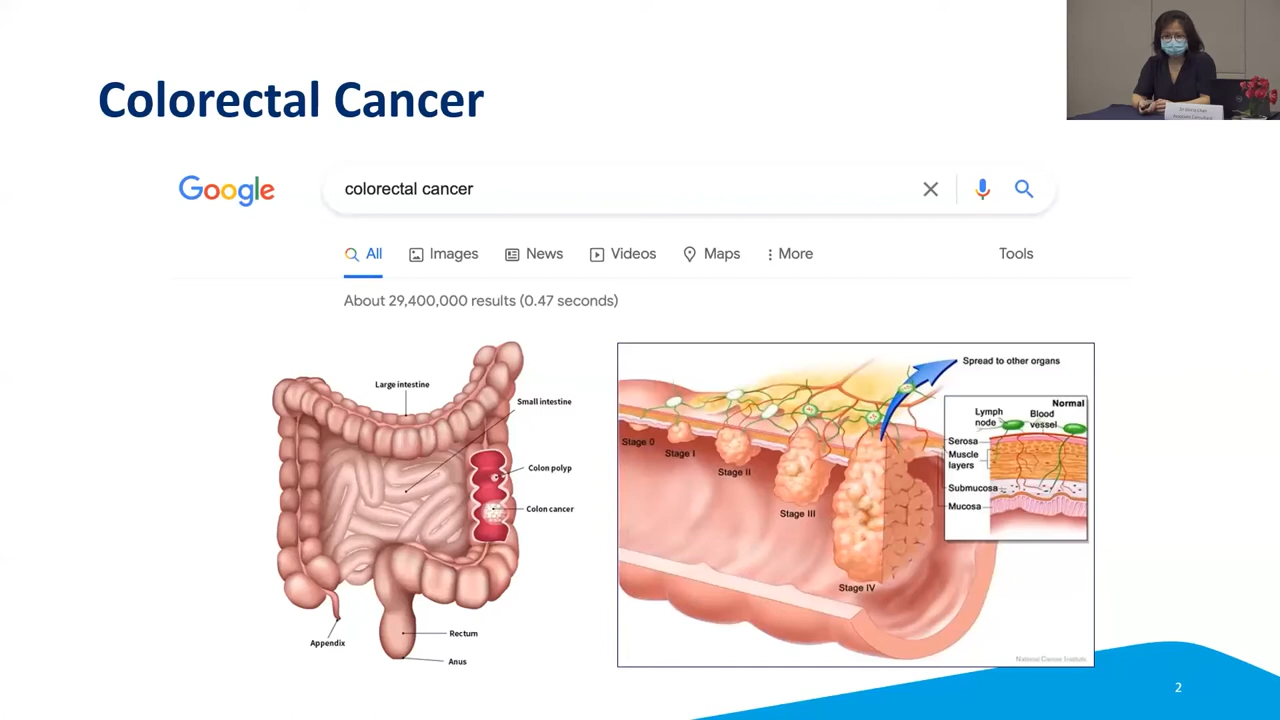 Colorectal Cancer
Google
colorectal cancer
All
Images
News
Videos
Maps
More
Tools
About 29,400,000 results (0.47 seconds)
Large intestine
Small intestine
Colon polyp
Colon cancer
Appendix
Rectum
Anus
Spread to other organs
Stage 0
Stage I
Stage II
Stage III
Stage IV
Normal
Lymph
node
Blood
vessel
Serosa
Muscle
layers
Submucosa
Mucosa
National Cancer Institute
2